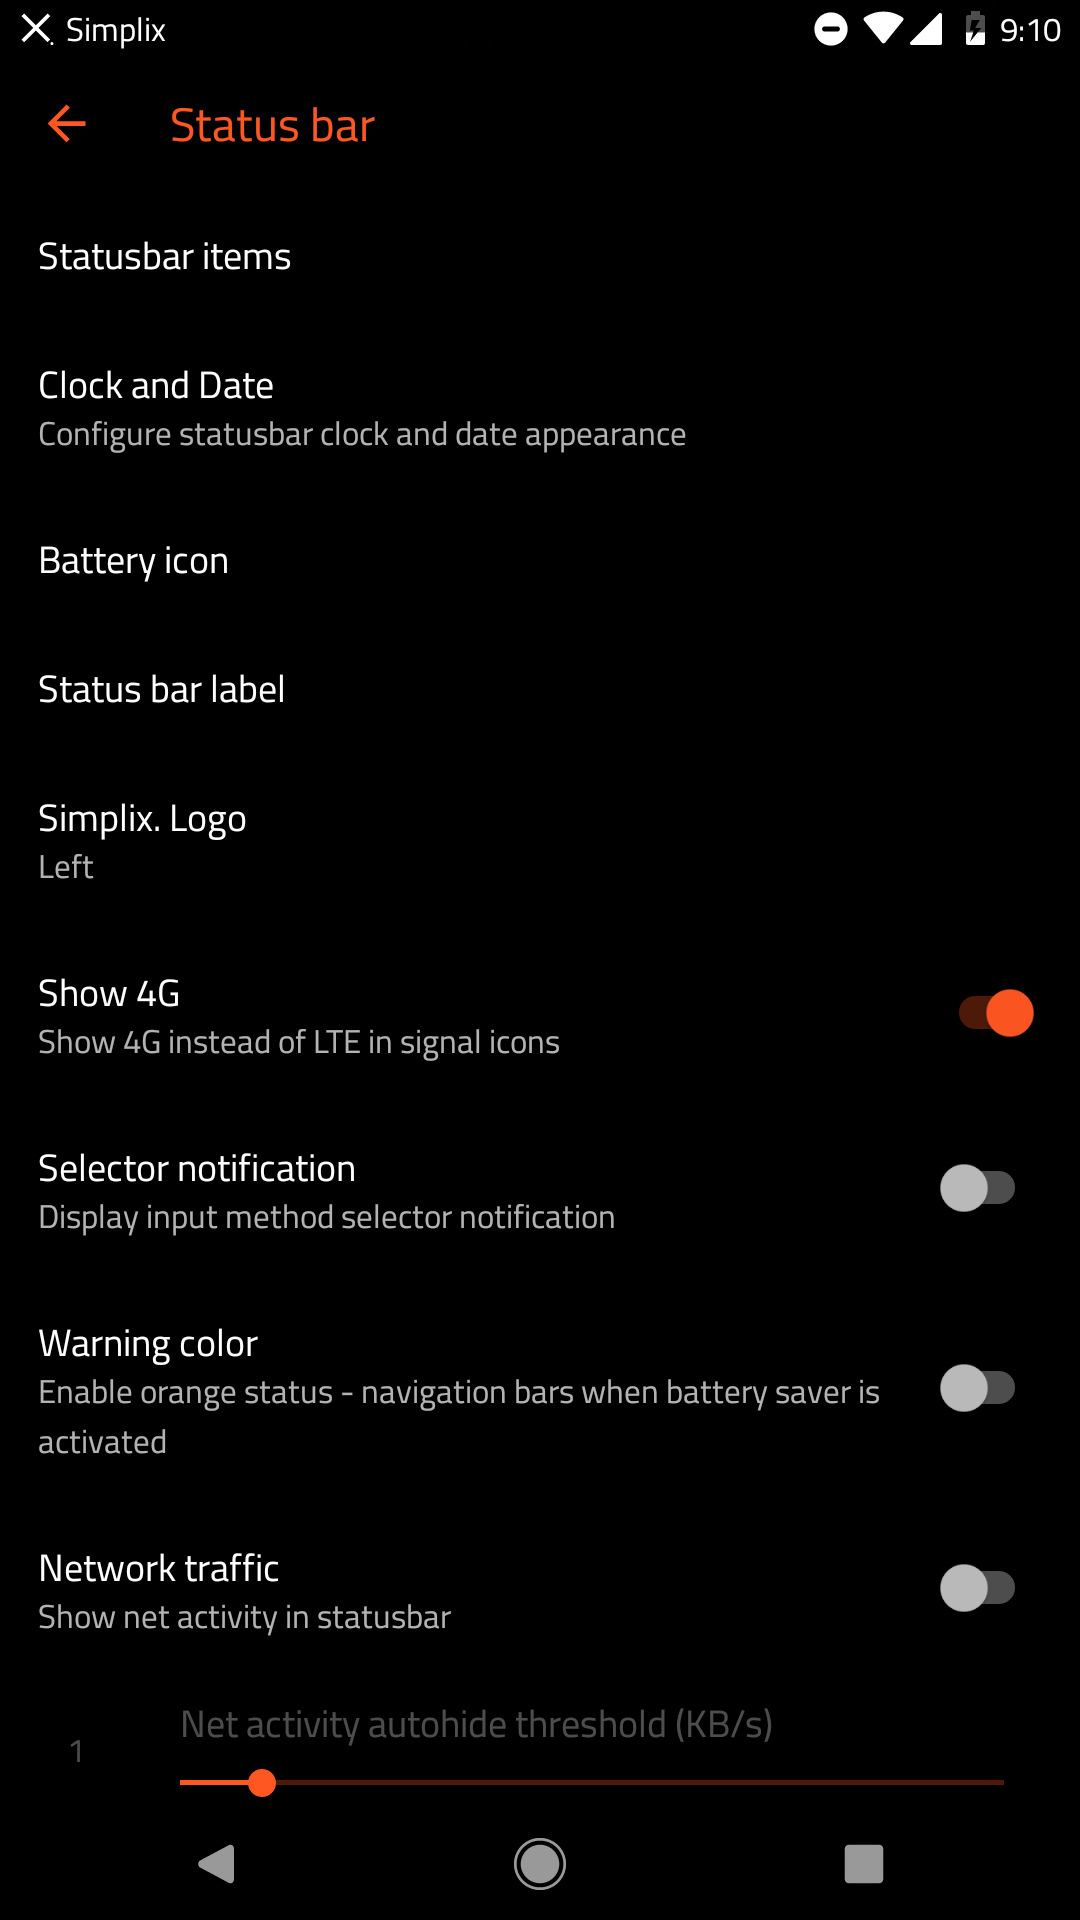 Simplix
9:10
Status bar
Statusbar items
Clock and Date
Configure statusbar clock and date appearance
Battery icon
Status bar label
Simplix. Logo
Left
Show 4G
Show 4G instead of LTE in signal icons
Selector notification
Display input method selector notification
Warning color
Enable orange status - navigation bars when battery saver is
activated
Network traffic
Show net activity in statusbar
Net activity autohide threshold (KB/s)
1